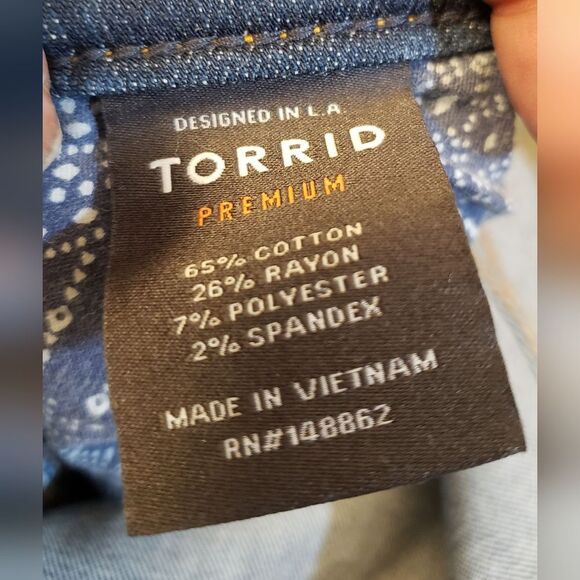 DESIGNED IN L.A.
TORRID
PREMIUM
65% COTTON
26% RAYON
7% POLYESTER
2% SPANDEX
MADE IN VIETNAM
RN#148862